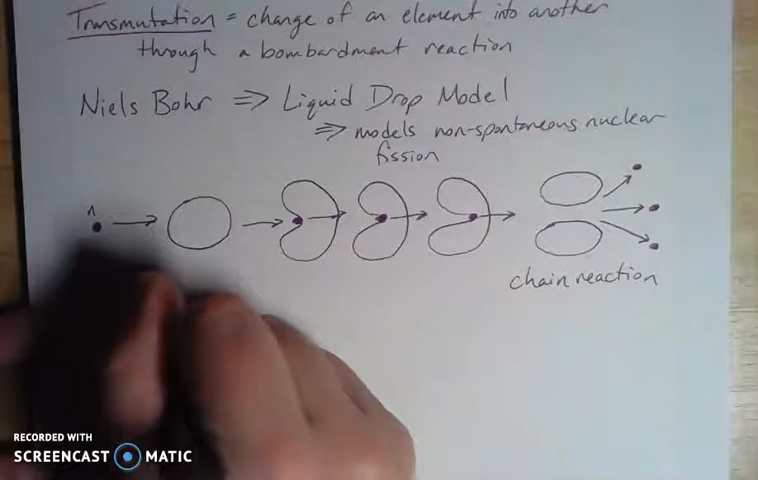 Transmutation = change of an element into another
through a bombardment reaction
Niels Bohr ⇒ Liquid Drop Model
⇒ models non-spontaneous nuclear
fission
n
chain reaction
RECORDED WITH
SCREENCAST MATIC